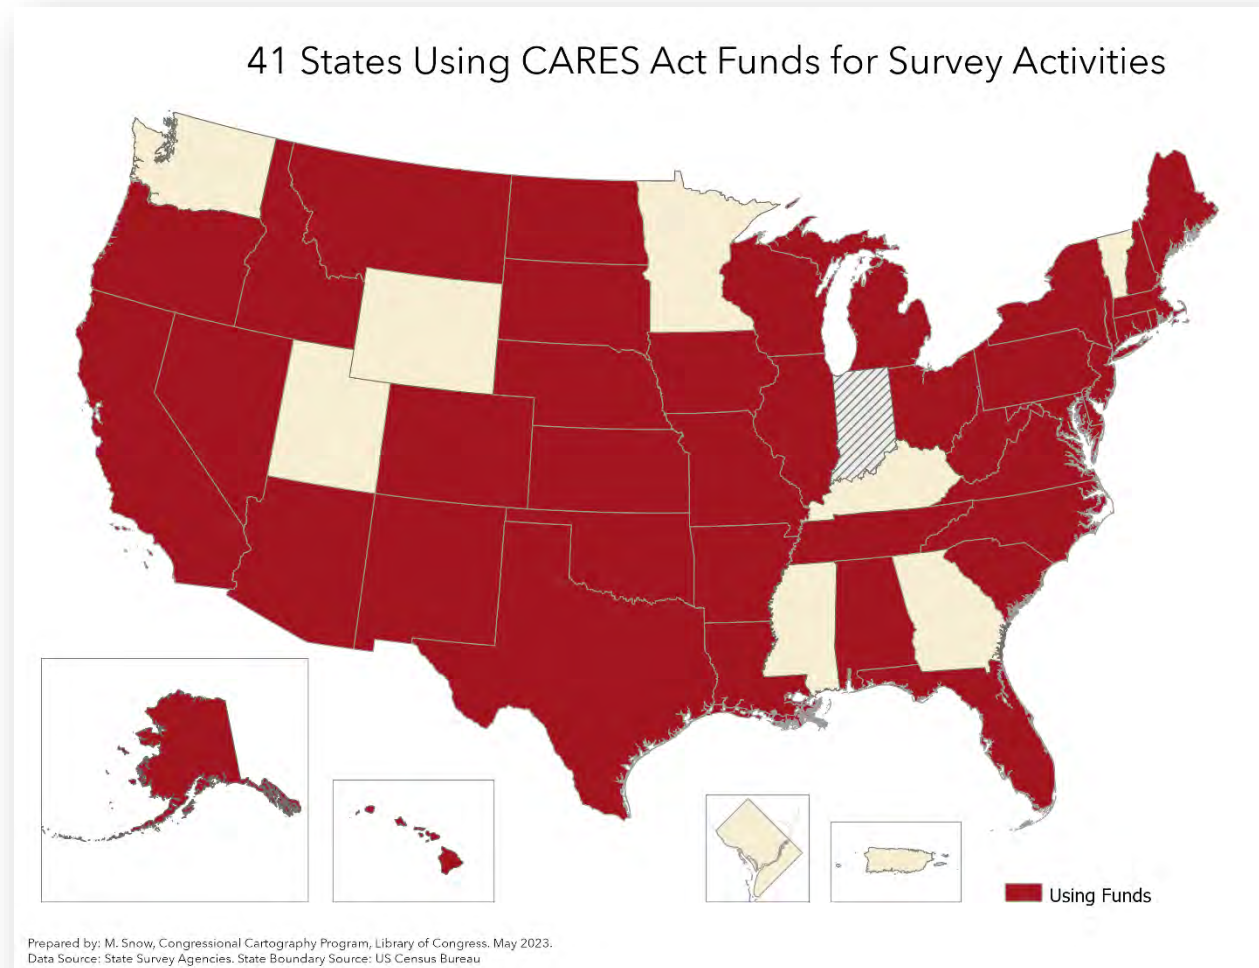 41 States Using CARES Act Funds for Survey Activities
Using Funds
Prepared by: M. Snow, Congressional Cartography Program, Library of Congress. May 2023.
Data Source: State Survey Agencies. State Boundary Source: US Census Bureau